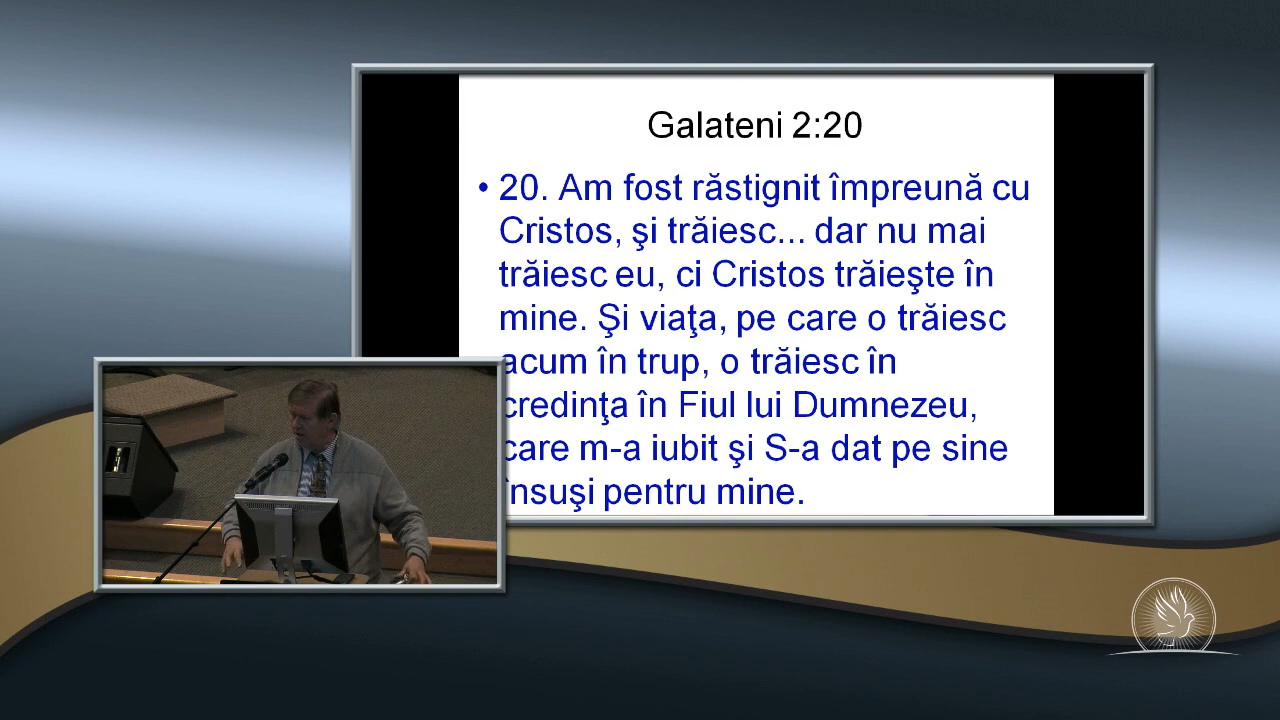 Galateni 2:20
• 20. Am fost răstignit împreună cu
Cristos, şi trăiesc... dar nu mai
trăiesc eu, ci Cristos trăieşte în
mine. Şi viaţa, pe care o trăiesc
acum în trup, o trăiesc în
credinţa în Fiul lui Dumnezeu,
care m-a iubit şi S-a dat pe sine
însuşi pentru mine.